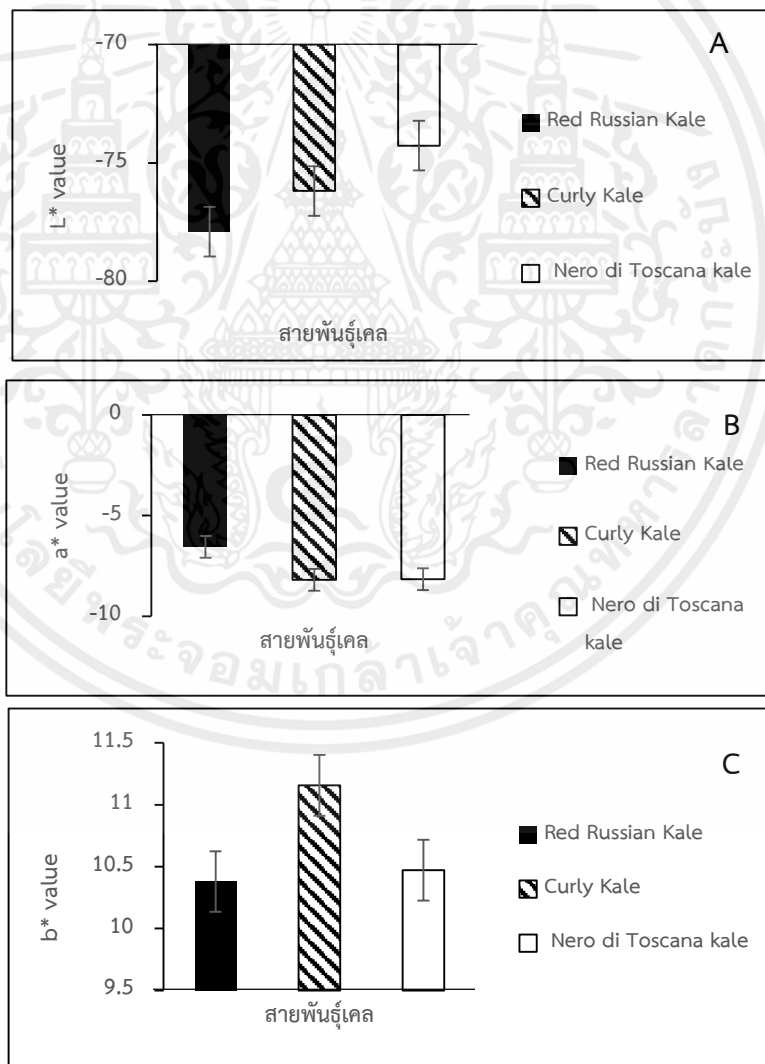 A
-70
-75
-80
L* value
Red Russian Kale
Curly Kale
Nero di Toscana kale
สายพันธุ์เคล
B
0
-5
-10
a* value
Red Russian Kale
Curly Kale
Nero di Toscana
kale
สายพันธุ์เคล
C
11.5
11
10.5
10
9.5
b* value
Red Russian Kale
Curly Kale
Nero di Toscana kale
สายพันธุ์เคล